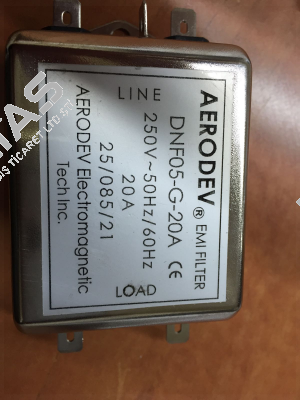 LINE
AERODEV® EMI FILTER
DNF05-G-20A CE
250V~50Hz/60Hz
20A
25/085/21
AERODEV Electromagnetic
Tech Inc.
LOAD